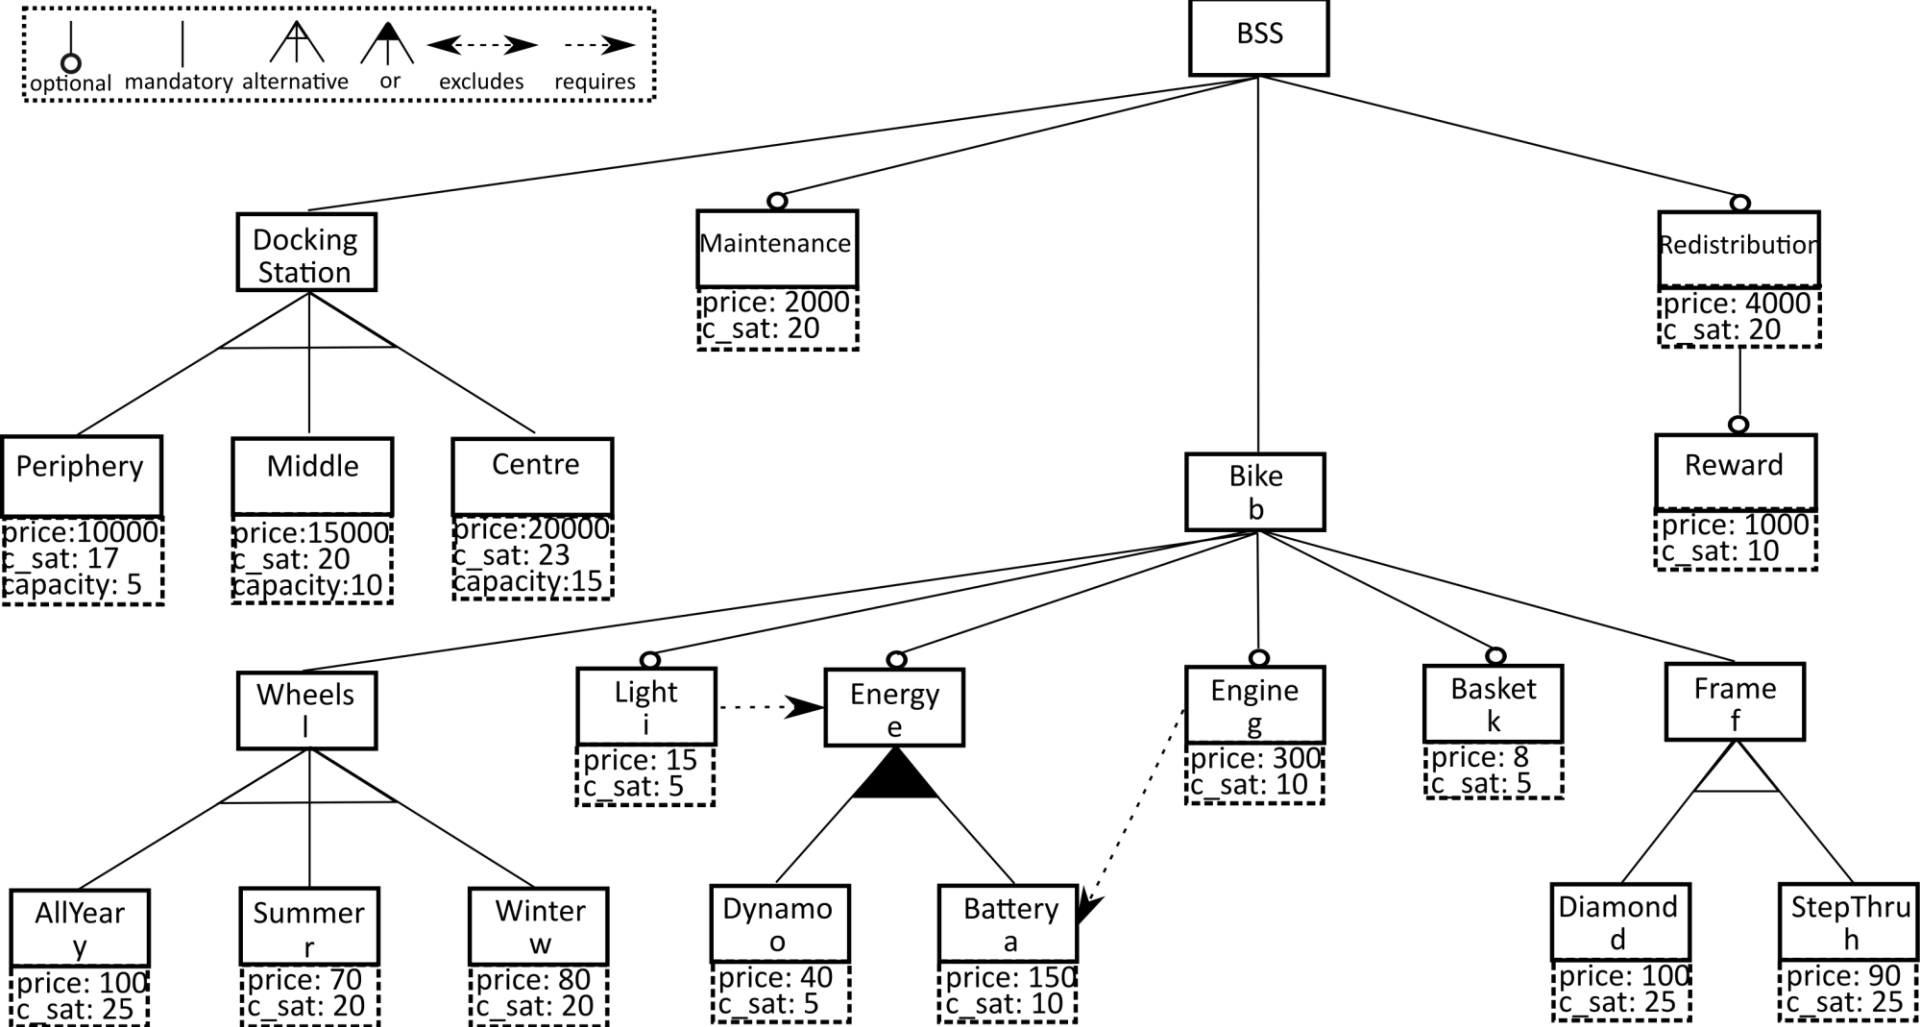 optional
mandatory
alternative
or
excludes
requires
BSS
Docking
Station
Maintenance
price: 2000
c_sat: 20
Redistribution
price: 4000
c_sat: 20
Periphery
price:10000
c_sat: 17
capacity: 5
Middle
price:15000
c_sat: 20
capacity:10
Centre
price:20000
c_sat: 23
capacity:15
Bike
b
Reward
price: 1000
c_sat: 10
Wheels
l
Light
i
price: 15
c_sat: 5
Energy
e
Engine
g
price: 300
c_sat: 10
Basket
k
price: 8
c_sat: 5
Frame
f
AllYear
y
price: 100
c_sat: 25
Summer
r
price: 70
c_sat: 20
Winter
w
price: 80
c_sat: 20
Dynamo
o
price: 40
c_sat: 5
Battery
a
price: 150
c_sat: 10
Diamond
d
price: 100
c_sat: 25
StepThru
h
price: 90
c_sat: 25